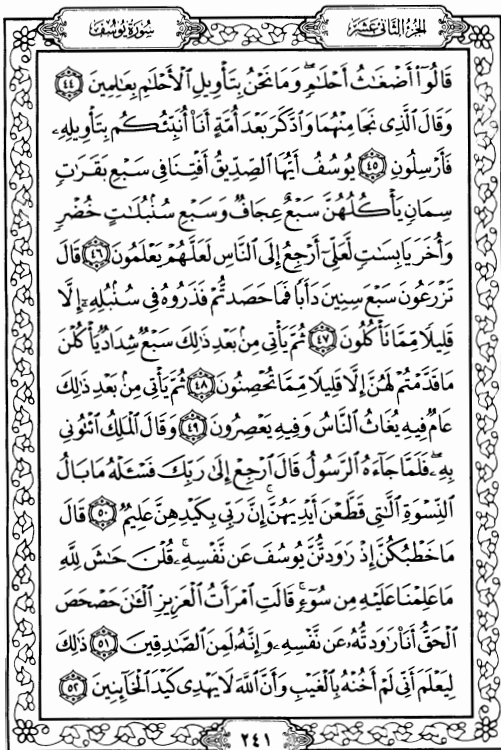 سُورَةُ يُوسُفَ الجزء الثاني عشر
قَالُوٓا۟ أَضْغَٰثُ أَحْلَٰمٍ ۖ وَمَا نَحْنُ بِتَأْوِيلِ ٱلْأَحْلَٰمِ بِعَٰلِمِينَ ٤٤
وَقَالَ ٱلَّذِى نَجَا مِنْهُمَا وَٱدَّكَرَ بَعْدَ أُمَّةٍ أَنَا۠ أُنَبِّئُكُم بِتَأْوِيلِهِۦ
فَأَرْسِلُونِ ٤٥ يُوسُفُ أَيُّهَا ٱلصِّدِّيقُ أَفْتِنَا فِى سَبْعِ بَقَرَٰتٍ
سِمَانٍ يَأْكُلُهُنَّ سَبْعٌ عِجَافٌ وَسَبْعِ سُنۢبُلَٰتٍ خُضْرٍ
وَأُخَرَ يَابِسَٰتٍ لَّعَلِّىٓ أَرْجِعُ إِلَى ٱلنَّاسِ لَعَلَّهُمْ يَعْلَمُونَ ٤٦ قَالَ
تَزْرَعُونَ سَبْعَ سِنِينَ دَأَبًا فَمَا حَصَدتُّمْ فَذَرُوهُ فِى سُنۢبُلِهِۦٓ إِلَّا
قَلِيلًا مِّمَّا تَأْكُلُونَ ٤٧ ثُمَّ يَأْتِى مِنۢ بَعْدِ ذَٰلِكَ سَبْعٌ شِدَادٌ يَأْكُلْنَ
مَا قَدَّمْتُمْ لَهُنَّ إِلَّا قَلِيلًا مِّمَّا تُحْصِنُونَ ٤٨ ثُمَّ يَأْتِى مِنۢ بَعْدِ ذَٰلِكَ
عَامٌ فِيهِ يُغَاثُ ٱلنَّاسُ وَفِيهِ يَعْصِرُونَ ٤٩ وَقَالَ ٱلْمَلِكُ ٱئْتُونِى
بِهِۦ ۖ فَلَمَّا جَآءَهُ ٱلرَّسُولُ قَالَ ٱرْجِعْ إِلَىٰ رَبِّكَ فَسْـَٔلْهُ مَا بَالُ
ٱلنِّسْوَةِ ٱلَّٰتِى قَطَّعْنَ أَيْدِيَهُنَّ ۚ إِنَّ رَبِّى بِكَيْدِهِنَّ عَلِيمٌ ٥٠ قَالَ
مَا خَطْبُكُنَّ إِذْ رَٰوَدتُّنَّ يُوسُفَ عَن نَّفْسِهِۦ ۚ قُلْنَ حَٰشَ لِلَّهِ
مَا عَلِمْنَا عَلَيْهِ مِن سُوٓءٍ ۚ قَالَتِ ٱمْرَأَتُ ٱلْعَزِيزِ ٱلْـَٰٔنَ حَصْحَصَ
ٱلْحَقُّ أَنَا۠ رَٰوَدتُّهُۥ عَن نَّفْسِهِۦ وَإِنَّهُۥ لَمِنَ ٱلصَّٰدِقِينَ ٥١ ذَٰلِكَ
لِيَعْلَمَ أَنِّى لَمْ أَخُنْهُ بِٱلْغَيْبِ وَأَنَّ ٱللَّهَ لَا يَهْدِى كَيْدَ ٱلْخَآئِنِينَ ٥٢
٢٤١